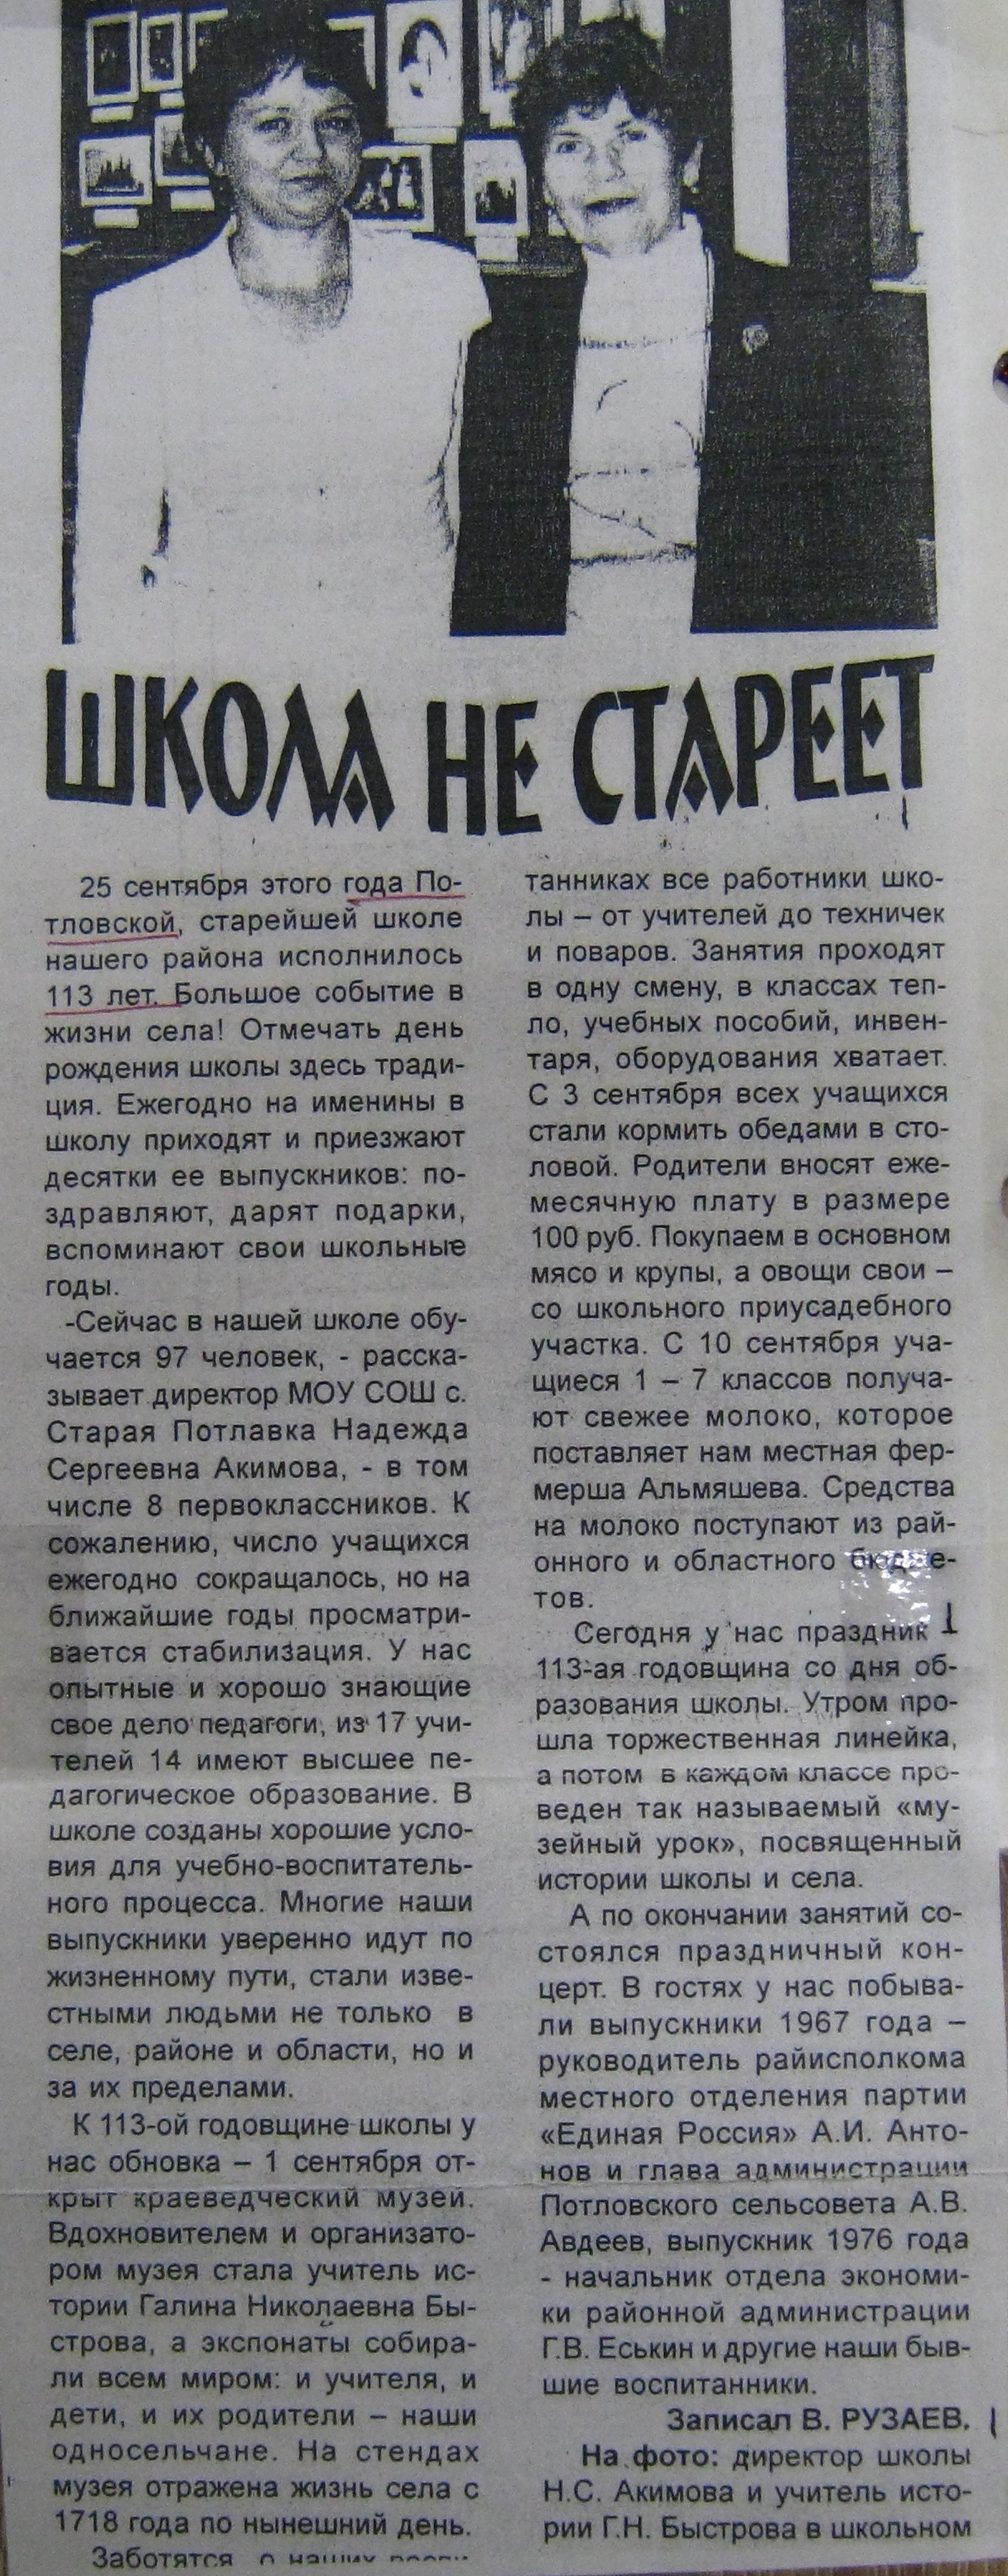 ШКОЛА НЕ СТАРЕЕТ
25 сентября этого года По-
тловской, старейшей школе
нашего района исполнилось
113 лет. Большое событие в
жизни села! Отмечать день
рождения школы здесь тради-
ция. Ежегодно на именины в
школу приходят и приезжают
десятки ее выпускников: по-
здравляют, дарят подарки,
вспоминают свои школьные
годы.
-Сейчас в нашей школе обу-
чается 97 человек, - расска-
зывает директор МОУ СОШ с.
Старая Потлавка Надежда
Сергеевна Акимова, - в том
числе 8 первоклассников. К
сожалению, число учащихся
ежегодно сокращалось, но на
ближайшие годы просматри-
вается стабилизация. У нас
опытные и хорошо знающие
свое дело педагоги, из 17 учи-
телей 14 имеют высшее пе-
дагогическое образование. В
школе созданы хорошие усло-
вия для учебно-воспитатель-
ного процесса. Многие наши
выпускники уверенно идут по
жизненному пути, стали изве-
стными людьми не только в
селе, районе и области, но и
за их пределами.
К 113-ой годовщине школы у
нас обновка – 1 сентября от-
крыт краеведческий музей.
Вдохновителем и организато-
ром музея стала учитель ис-
тории Галина Николаевна Бы-
строва, а экспонаты собира-
ли всем миром: и учителя, и
дети, и их родители – наши
односельчане. На стендах
музея отражена жизнь села с
1718 года по нынешний день.
Заботятся о наших воспи-
танниках все работники шко-
лы – от учителей до техничек
и поваров. Занятия проходят
в одну смену, в классах теп-
ло, учебных пособий, инвен-
таря, оборудования хватает.
С 3 сентября всех учащихся
стали кормить обедами в сто-
ловой. Родители вносят еже-
месячную плату в размере
100 руб. Покупаем в основном
мясо и крупы, а овощи свои –
со школьного приусадебного
участка. С 10 сентября уча-
щиеся 1 – 7 классов получа-
ют свежее молоко, которое
поставляет нам местная фер-
мерша Альмяшева. Средства
на молоко поступают из рай-
онного и областного бюдже-
тов.
Сегодня у нас праздник
113-ая годовщина со дня об-
разования школы. Утром про-
шла торжественная линейка,
а потом в каждом классе про-
веден так называемый «му-
зейный урок», посвященный
истории школы и села.
А по окончании занятий со-
стоялся праздничный кон-
церт. В гостях у нас побыва-
ли выпускники 1967 года –
руководитель райисполкома
местного отделения партии
«Единая Россия» А.И. Анто-
нов и глава администрации
Потловского сельсовета А.В.
Авдеев, выпускник 1976 года
- начальник отдела экономи-
ки районной администрации
Г.В. Еськин и другие наши быв-
шие воспитанники.
Записал В. РУЗАЕВ.
На фото: директор школы
Н.С. Акимова и учитель исто-
рии Г.Н. Быстрова в школьном